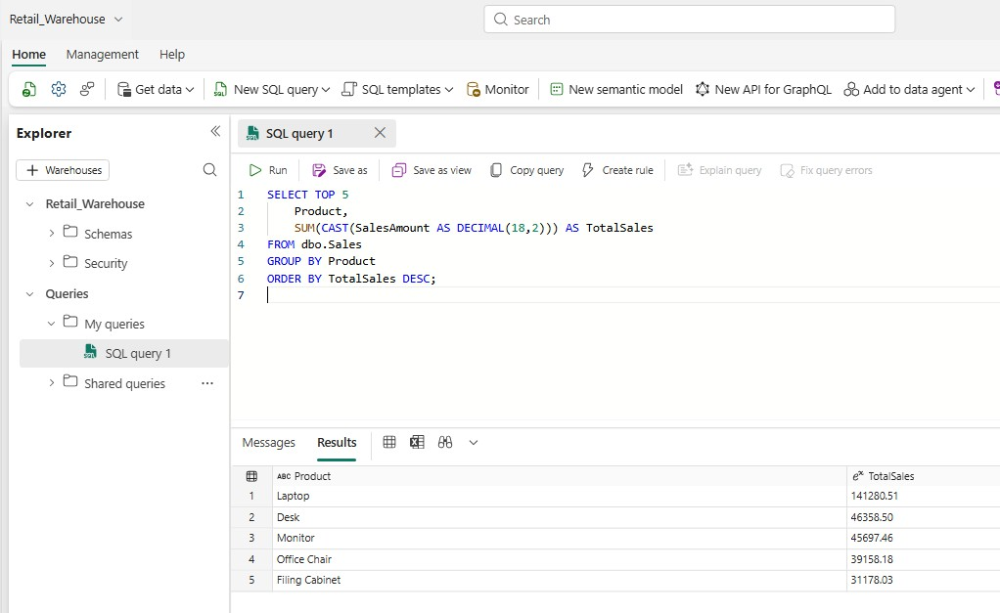 Retail_Warehouse
Search
Home Management Help
Get data New SQL query SQL templates Monitor New semantic model New API for GraphQL Add to data agent
Explorer
SQL query 1
+ Warehouses
Run Save as Save as view Copy query Create rule Explain query Fix query errors
Retail_Warehouse
Schemas
Security
Queries
My queries
SQL query 1
Shared queries ...
1 SELECT TOP 5
2 Product,
3 SUM(CAST(SalesAmount AS DECIMAL(18,2))) AS TotalSales
4 FROM dbo.Sales
5 GROUP BY Product
6 ORDER BY TotalSales DESC;
7
Messages Results
ABC Product eˣ TotalSales
1 Laptop 141280.51
2 Desk 46358.50
3 Monitor 45697.46
4 Office Chair 39158.18
5 Filing Cabinet 31178.03